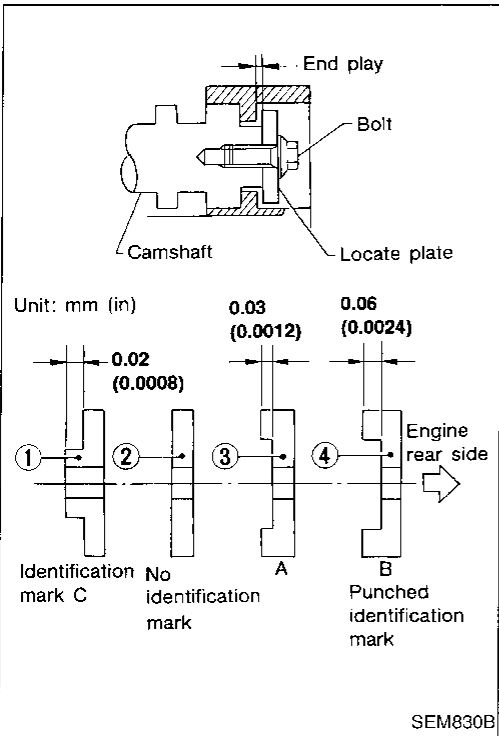 End play
Bolt
Camshaft
Locate plate
Unit: mm (in)
0.02
(0.0008)
0.03
(0.0012)
0.06
(0.0024)
1
2
3
4
Engine
rear side
Identification
mark C
No
identification
mark
A
B
Punched
identification
mark
SEM830B